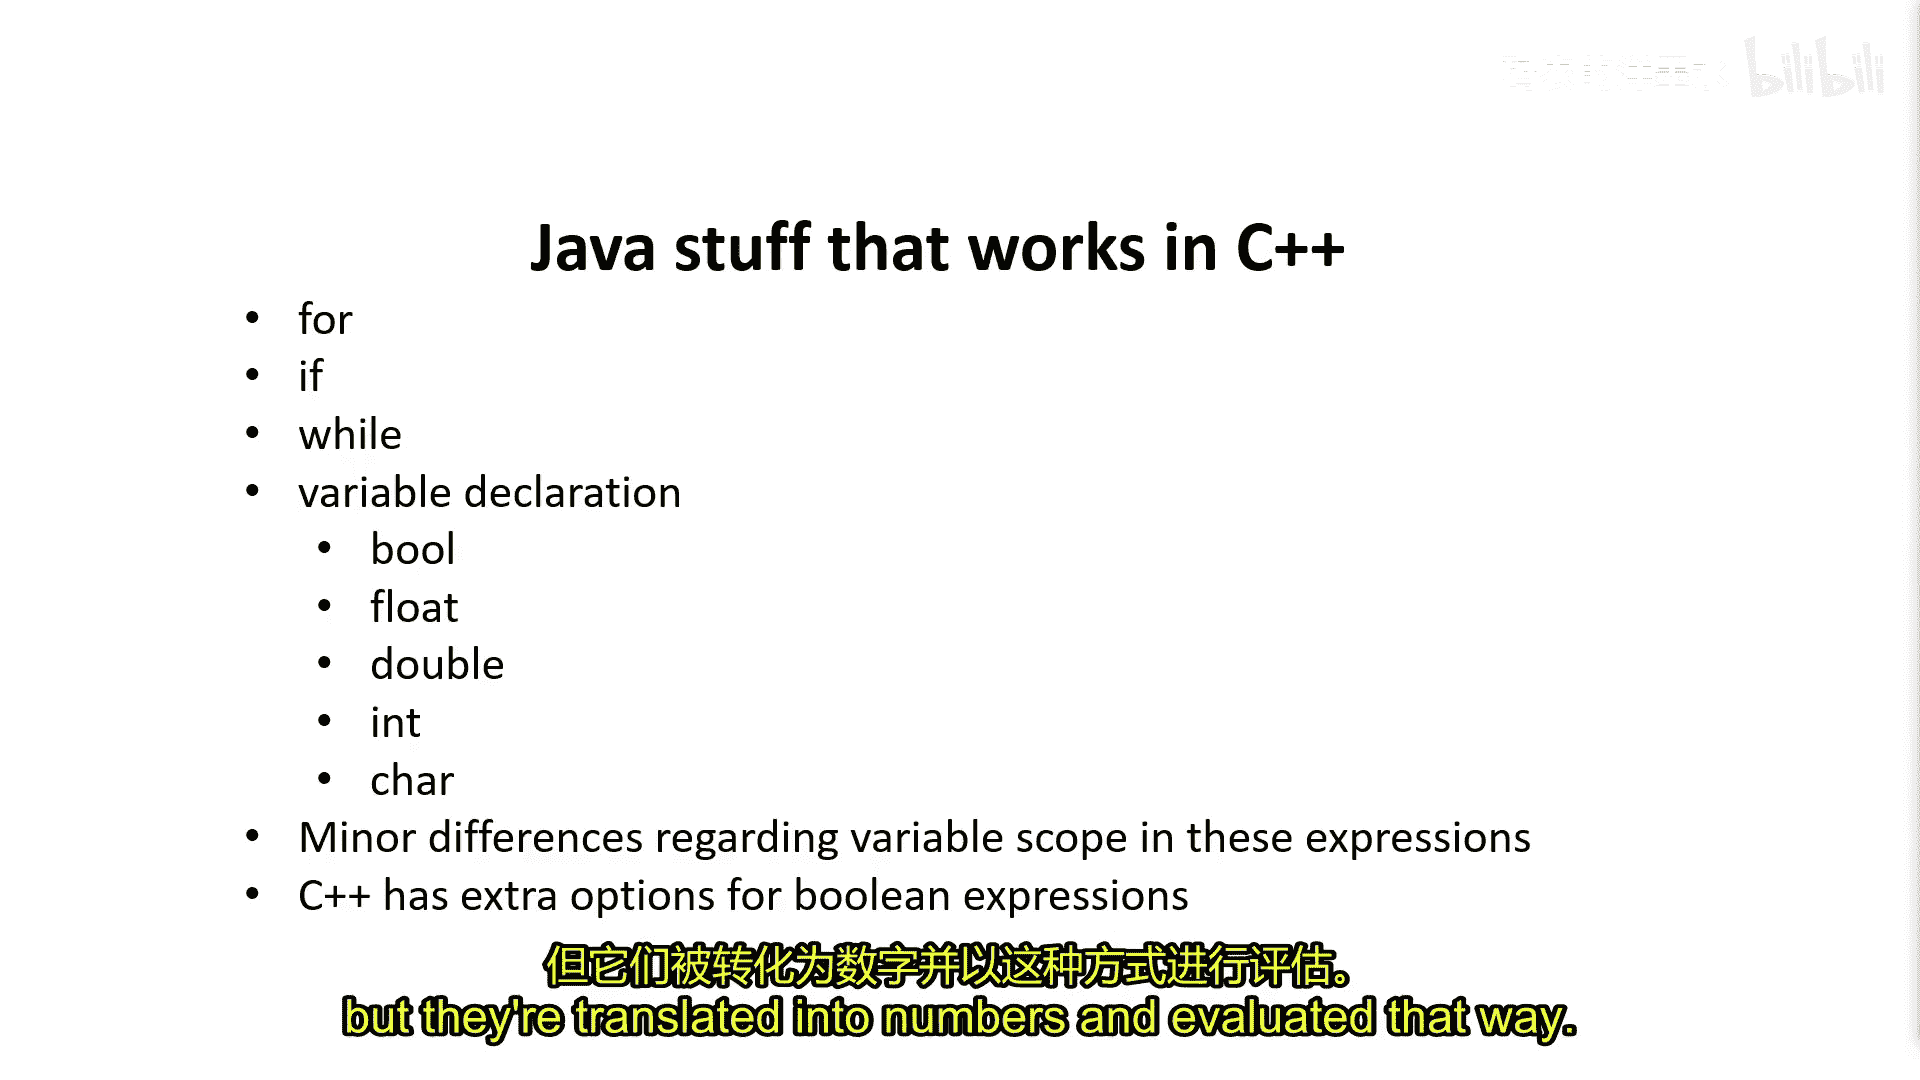 bilibili
Java stuff that works in C++
• for
• if
• while
• variable declaration
• bool
• float
• double
• int
• char
• Minor differences regarding variable scope in these expressions
• C++ has extra options for boolean expressions
但它们被转化为数字并以这种方式进行评估。
but they're translated into numbers and evaluated that way.